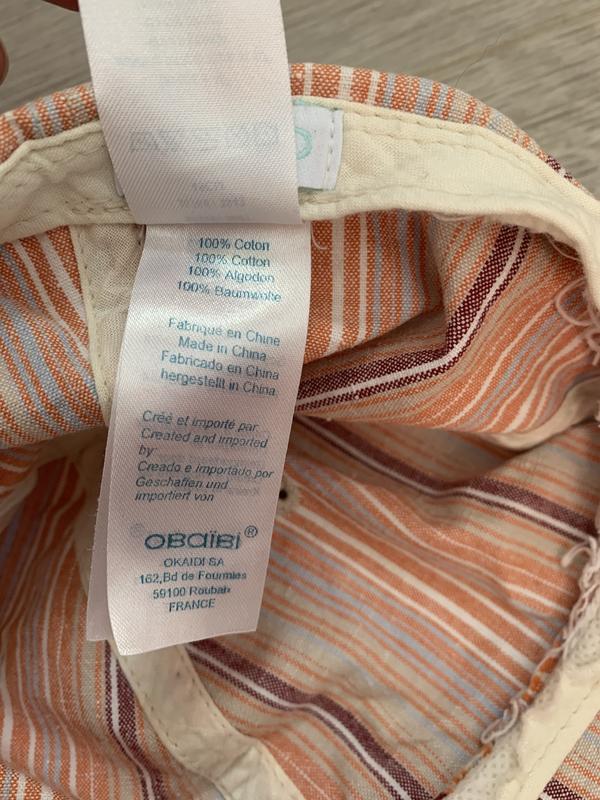 100% Coton
100% Cotton
100% Algodon
100% Baumwolle
Fabriqué en Chine
Made in China
Fabricado en China
hergestellt in China
Créé et importé par
Created and imported
by
Creado e importado por
Geschaffen und
importiert von
OBAÏBI®
OKAIDI SA
162,Bd de Fourmies
59100 Roubaix
FRANCE